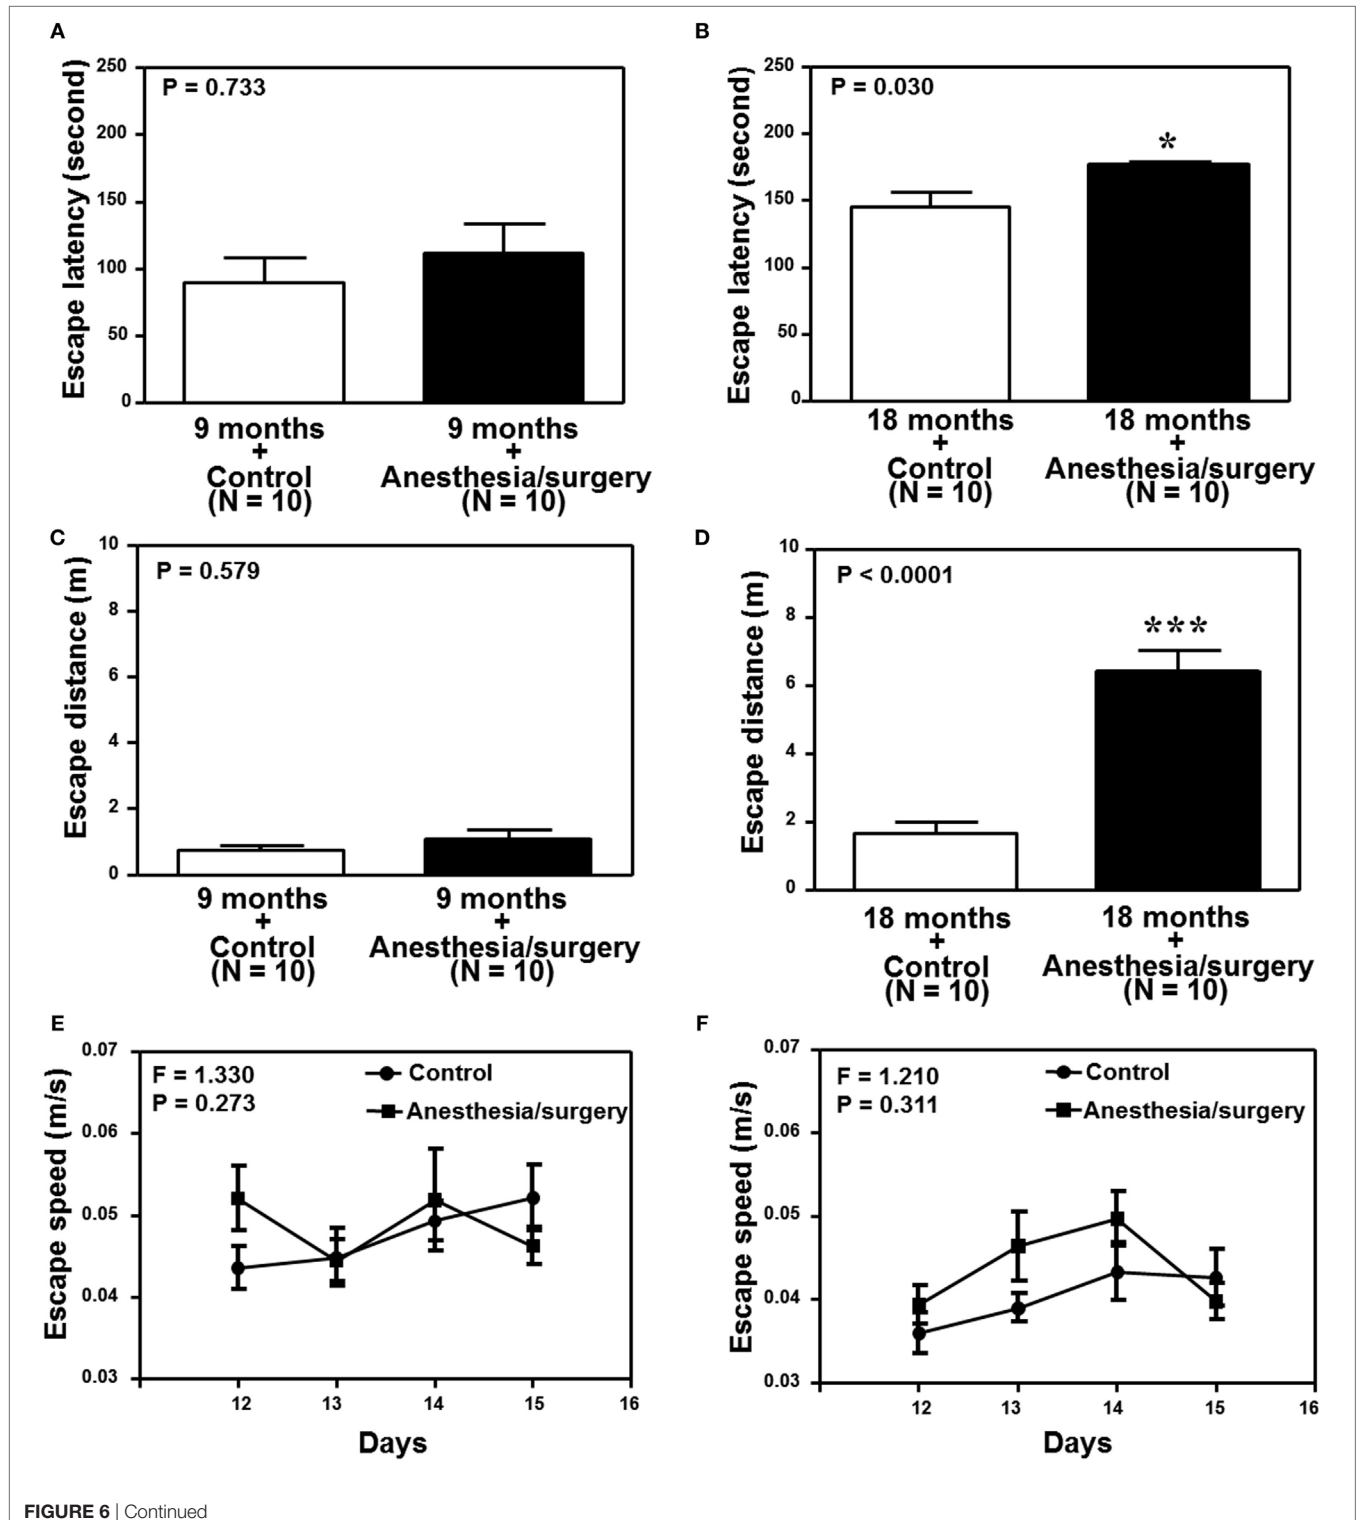 A
Escape latency (second)
250
200
150
100
50
0
P = 0.733
9 months
+
Control
(N = 10)
9 months
+
Anesthesia/surgery
(N = 10)
B
Escape latency (second)
250
200
150
100
50
0
P = 0.030
*
18 months
+
Control
(N = 10)
18 months
+
Anesthesia/surgery
(N = 10)
C
Escape distance (m)
10
8
6
4
2
0
P = 0.579
9 months
+
Control
(N = 10)
9 months
+
Anesthesia/surgery
(N = 10)
D
Escape distance (m)
10
8
6
4
2
0
P < 0.0001
***
18 months
+
Control
(N = 10)
18 months
+
Anesthesia/surgery
(N = 10)
E
Escape speed (m/s)
0.07
0.06
0.05
0.04
0.03
F = 1.330
P = 0.273
Control
Anesthesia/surgery
12 13 14 15 16
Days
F
Escape speed (m/s)
0.07
0.06
0.05
0.04
0.03
F = 1.210
P = 0.311
Control
Anesthesia/surgery
12 13 14 15 16
Days
FIGURE 6 | Continued